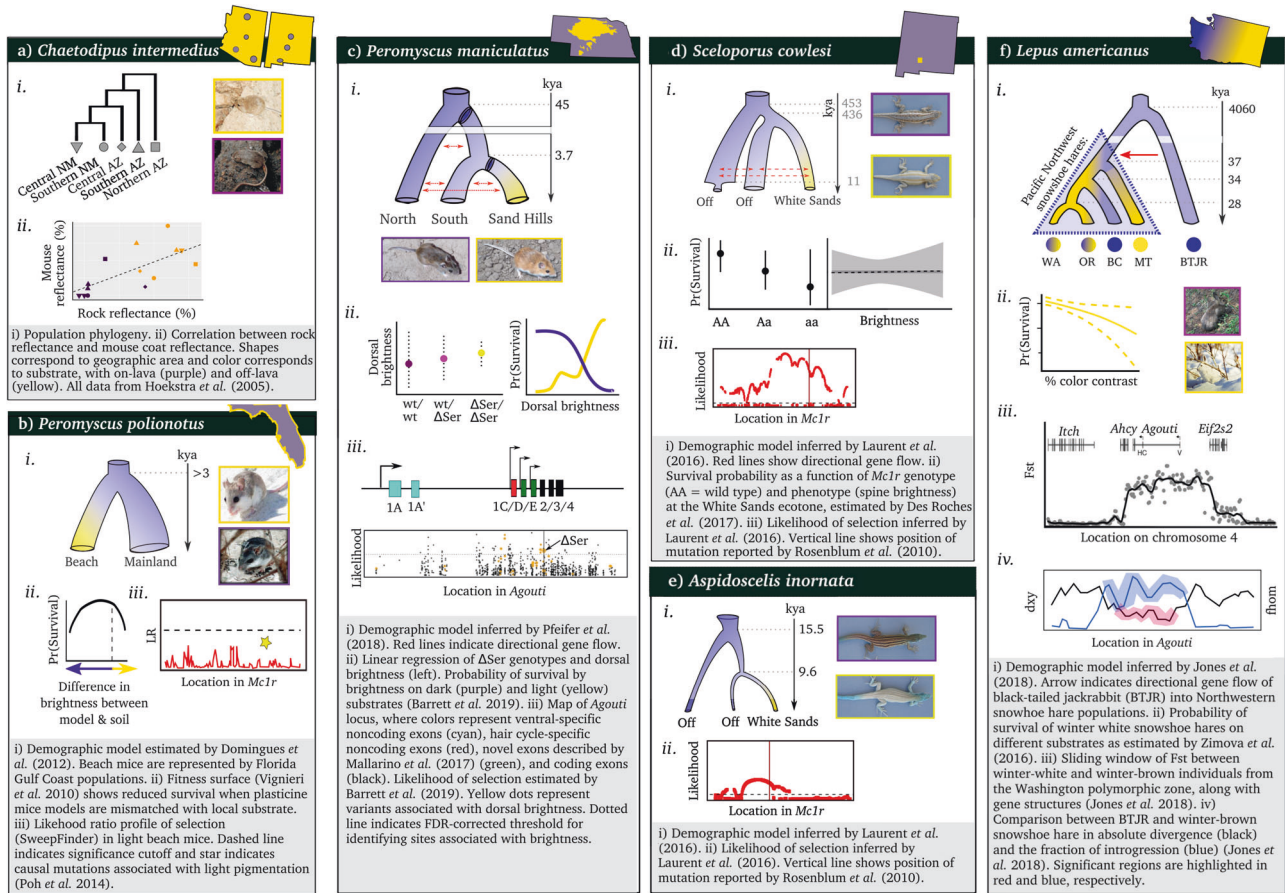 a) Chaetodipus intermedius
i.
Central NM
Southern NM
Central AZ
Southern AZ
Northern AZ
ii.
Mouse
reflectance (%)
Rock reflectance (%)
i) Population phylogeny. ii) Correlation between rock
reflectance and mouse coat reflectance. Shapes
correspond to geographic area and color corresponds
to substrate, with on-lava (purple) and off-lava
(yellow). All data from Hoekstra et al. (2005).
b) Peromyscus polionotus
i.
kya
>3
Beach
Mainland
ii.
Pr(Survival)
Difference in
brightness between
model & soil
iii.
LR
Location in Mc1r
i) Demographic model estimated by Domingues et
al. (2012). Beach mice are represented by Florida
Gulf Coast populations. ii) Fitness surface (Vignieri
et al. 2010) shows reduced survival when plasticine
mice models are mismatched with local substrate.
iii) Likehood ratio profile of selection
(SweepFinder) in light beach mice. Dashed line
indicates significance cutoff and star indicates
causal mutations associated with light pigmentation
(Poh et al. 2014).
c) Peromyscus maniculatus
i.
kya
45
3.7
North
South
Sand Hills
ii.
Dorsal
brightness
wt/
wt
wt/
ΔSer
ΔSer/
ΔSer
Pr(Survival)
Dorsal brightness
iii.
1A
1A'
1C/D/E
2/3/4
Likelihood
ΔSer
Location in Agouti
i) Demographic model inferred by Pfeifer et al.
(2018). Red lines indicate directional gene flow.
ii) Linear regression of ΔSer genotypes and dorsal
brightness (left). Probability of survival by
brightness on dark (purple) and light (yellow)
substrates (Barrett et al. 2019). iii) Map of Agouti
locus, where colors represent ventral-specific
noncoding exons (cyan), hair cycle-specific
noncoding exons (red), novel exons described by
Mallarino et al. (2017) (green), and coding exons
(black). Likelihood of selection estimated by
Barrett et al. (2019). Yellow dots represent
variants associated with dorsal brightness. Dotted
line indicates FDR-corrected threshold for
identifying sites associated with brightness.
d) Sceloporus cowlesi
i.
kya
453
436
11
Off
Off
White Sands
ii.
Pr(Survival)
AA
Aa
aa
Brightness
iii.
Likelihood
Location in Mc1r
i) Demographic model inferred by Laurent et al.
(2016). Red lines show directional gene flow. ii)
Survival probability as a function of Mc1r genotype
(AA = wild type) and phenotype (spine brightness)
at the White Sands ecotone, estimated by Des Roches
et al. (2017). iii) Likelihood of selection inferred by
Laurent et al. (2016). Vertical line shows position of
mutation reported by Rosenblum et al. (2010).
e) Aspidoscelis inornata
i.
kya
15.5
9.6
Off
Off
White Sands
ii.
Likelihood
Location in Mc1r
i) Demographic model inferred by Laurent et al.
(2016). ii) Likelihood of selection inferred by
Laurent et al. (2016). Vertical line shows position of
mutation reported by Rosenblum et al. (2010).
f) Lepus americanus
i.
kya
4060
37
34
28
Pacific Northwest
snowshoe hares:
WA
OR
BC
MT
BTJR
ii.
Pr(Survival)
% color contrast
iii.
Itch
Ahcy
Agouti
Eif2s2
HC
V
Fst
Location on chromosome 4
iv.
dxy
fhom
Location in Agouti
i) Demographic model inferred by Jones et al.
(2018). Arrow indicates directional gene flow of
black-tailed jackrabbit (BTJR) into Northwestern
snowhoe hare populations. ii) Probability of
survival of winter white snowshoe hares on
different substrates as estimated by Zimova et al.
(2016). iii) Sliding window of Fst between
winter-white and winter-brown individuals from
the Washington polymorphic zone, along with
gene structures (Jones et al. 2018). iv)
Comparison between BTJR and winter-brown
snowshoe hare in absolute divergence (black)
and the fraction of introgression (blue) (Jones et
al. 2018). Significant regions are highlighted in
red and blue, respectively.